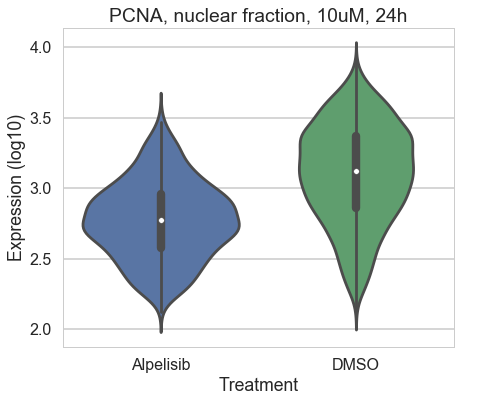 PCNA, nuclear fraction, 10uM, 24h
4.0
3.5
3.0
2.5
2.0
Expression (log10)
Alpelisib
DMSO
Treatment